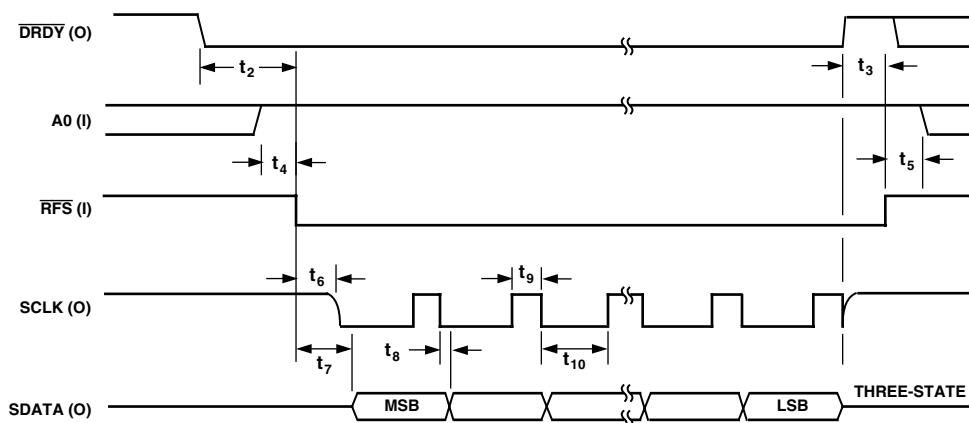 DRDY (O)
t2
t3
A0 (I)
t4
t5
RFS (I)
t6
t9
SCLK (O)
t7
t8
t10
SDATA (O)
MSB
LSB
THREE-STATE